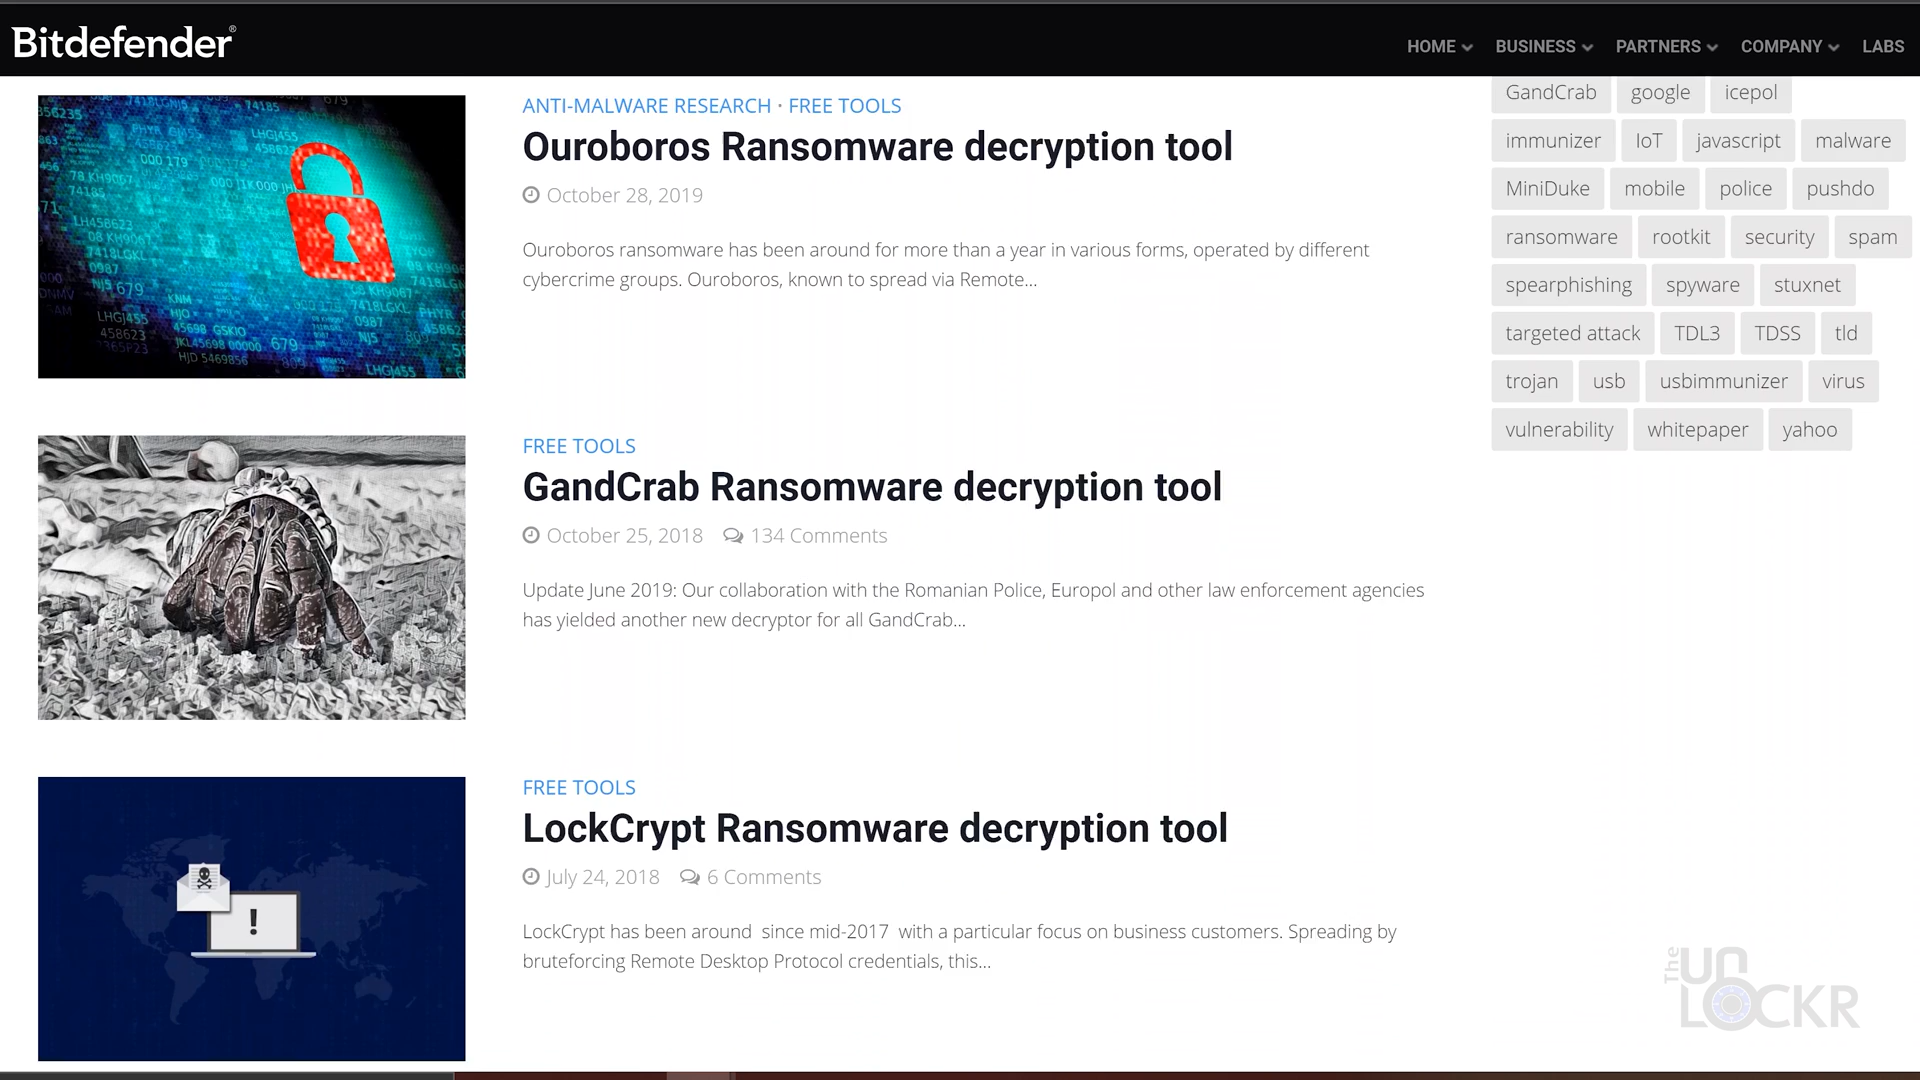 Bitdefender®
HOME BUSINESS PARTNERS COMPANY LABS
ANTI-MALWARE RESEARCH · FREE TOOLS
Ouroboros Ransomware decryption tool
October 28, 2019
Ouroboros ransomware has been around for more than a year in various forms, operated by different
cybercrime groups. Ouroboros, known to spread via Remote...
FREE TOOLS
GandCrab Ransomware decryption tool
October 25, 2018 134 Comments
Update June 2019: Our collaboration with the Romanian Police, Europol and other law enforcement agencies
has yielded another new decryptor for all GandCrab...
FREE TOOLS
LockCrypt Ransomware decryption tool
July 24, 2018 6 Comments
LockCrypt has been around since mid-2017 with a particular focus on business customers. Spreading by
bruteforcing Remote Desktop Protocol credentials, this...
GandCrab google icepol
immunizer IoT javascript malware
MiniDuke mobile police pushdo
ransomware rootkit security spam
spearphishing spyware stuxnet
targeted attack TDL3 TDSS tld
trojan usb usbimmunizer virus
vulnerability whitepaper yahoo
The UnLOCKR